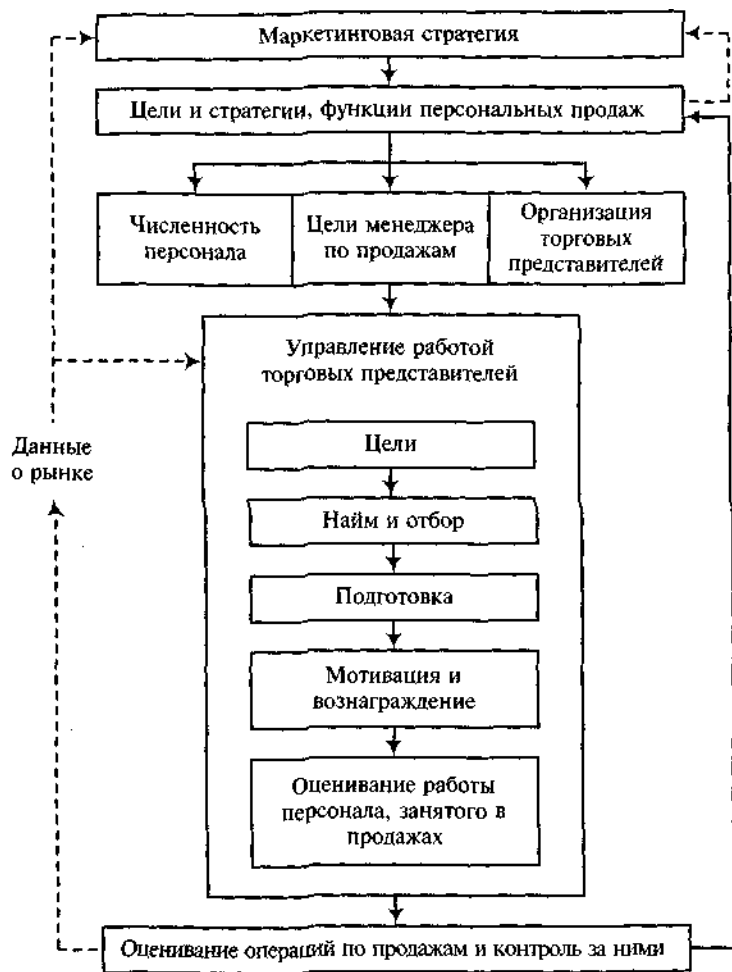 Маркетинговая стратегия
Цели и стратегии, функции персональных продаж
Численность
персонала
Цели менеджера
по продажам
Организация
торговых
представителей
Управление работой
торговых представителей
Данные
о рынке
Цели
Найм и отбор
Подготовка
Мотивация и
вознаграждение
Оценивание работы
персонала, занятого в
продажах
Оценивание операций по продажам и контроль за ними